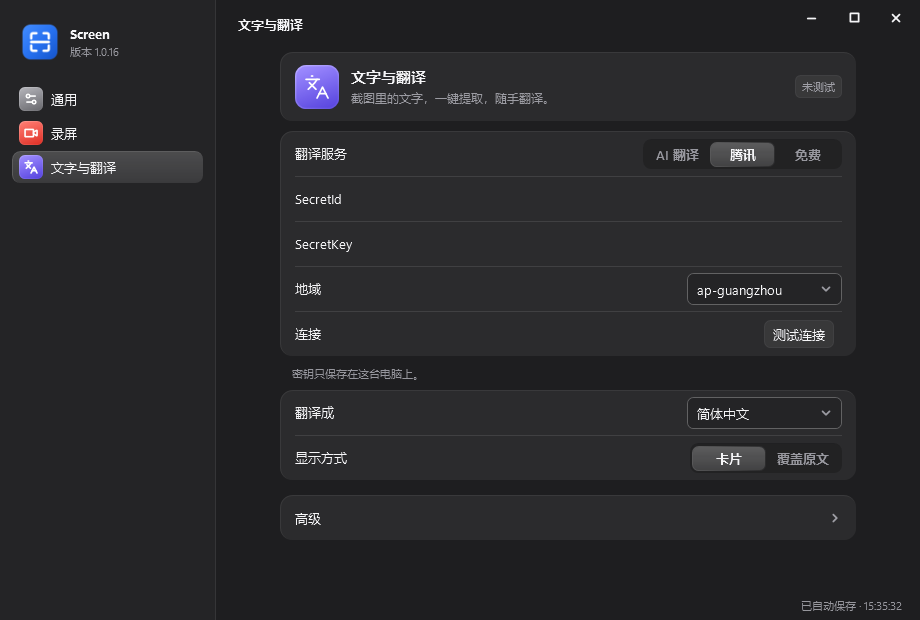 Screen
版本 1.0.16
通用
录屏
文字与翻译
文字与翻译
文字与翻译
截图里的文字，一键提取，随手翻译。
未测试
翻译服务
AI 翻译
腾讯
免费
SecretId
SecretKey
地域
ap-guangzhou
连接
测试连接
密钥只保存在这台电脑上。
翻译成
简体中文
显示方式
卡片
覆盖原文
高级
已自动保存 · 15:35:32